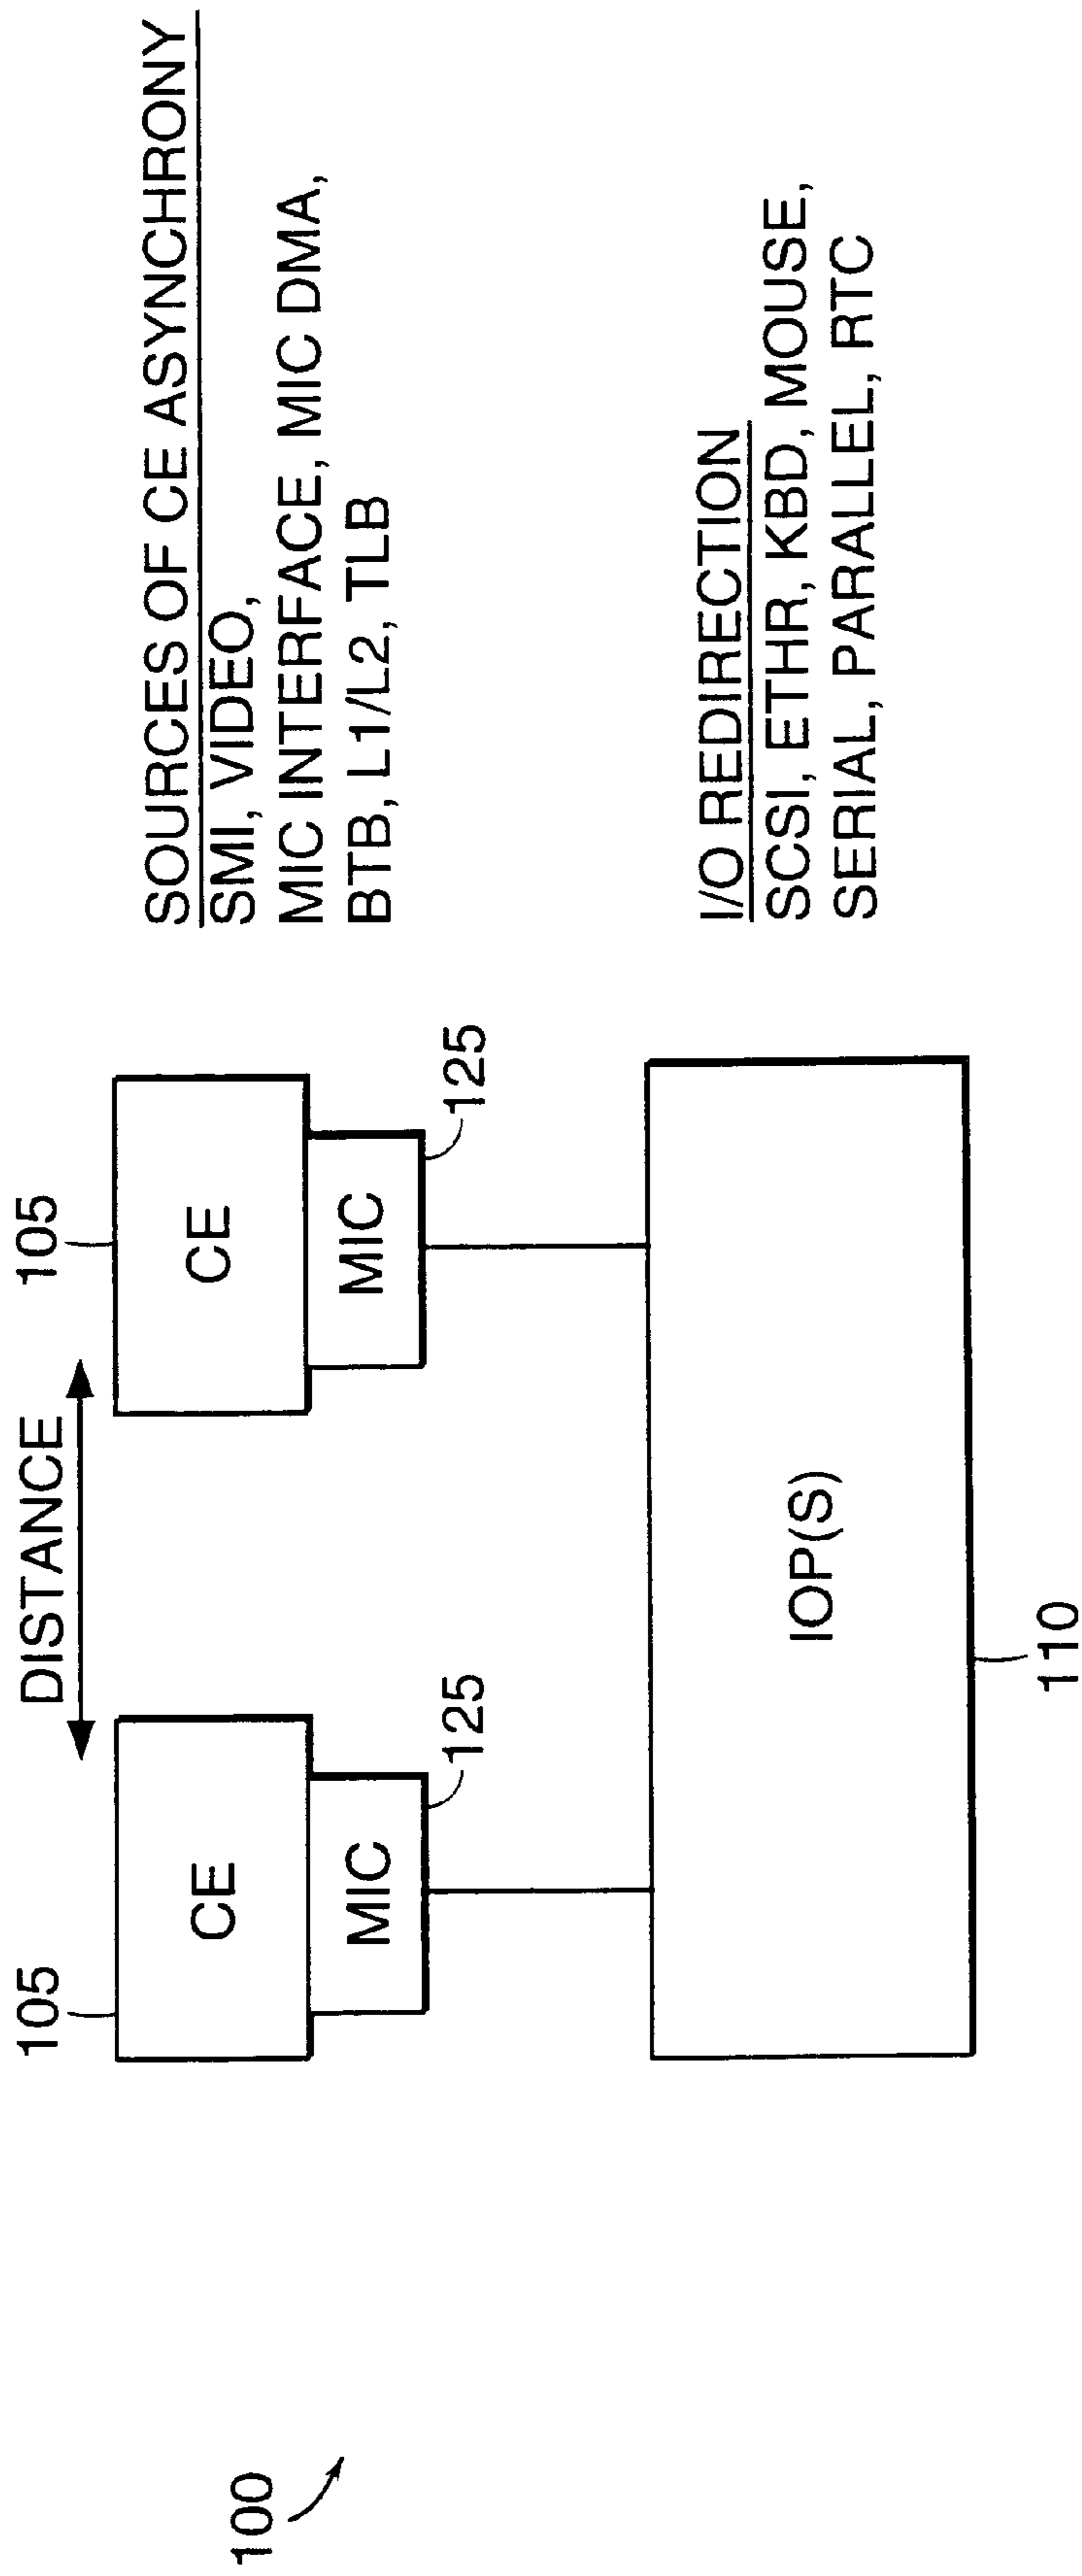 100
105
DISTANCE
105
CE
CE
MIC
MIC
125
125
IOP(S)
110
SOURCES OF CE ASYNCHRONY
SMI, VIDEO,
MIC INTERFACE, MIC DMA,
BTB, L1/L2, TLB
I/O REDIRECTION
SCSI, ETHR, KBD, MOUSE,
SERIAL, PARALLEL, RTC